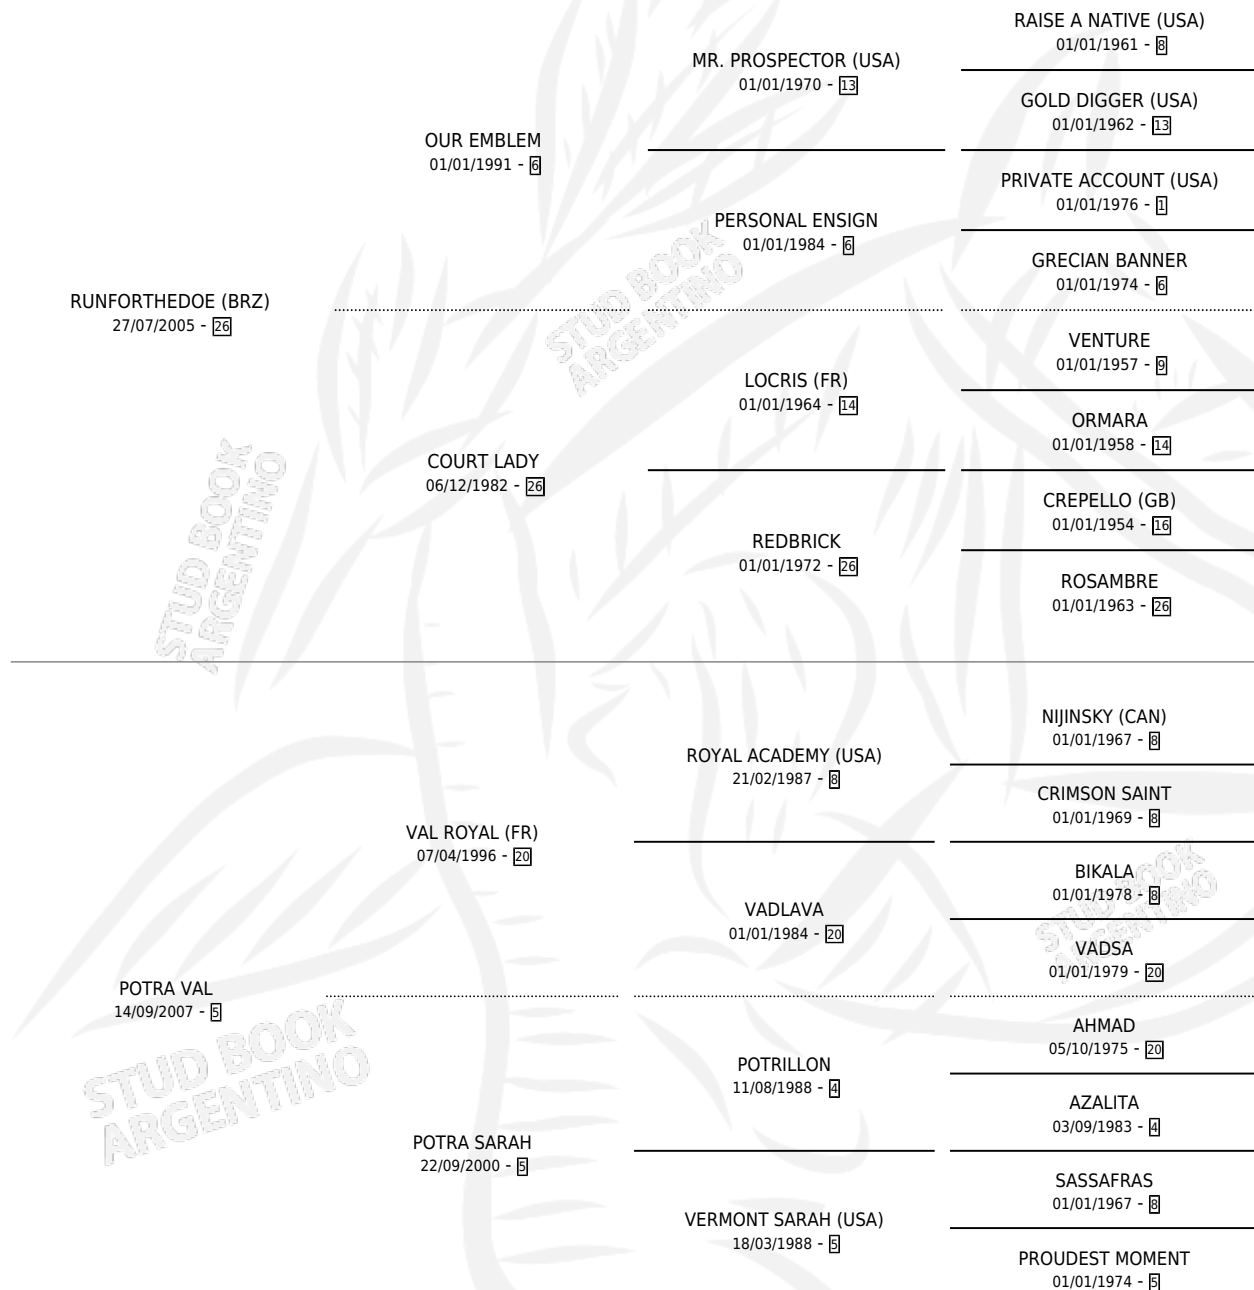 RAISE A NATIVE (USA)
01/01/1961 - 8
MR. PROSPECTOR (USA)
01/01/1970 - 13
GOLD DIGGER (USA)
01/01/1962 - 13
OUR EMBLEM
01/01/1991 - 6
PRIVATE ACCOUNT (USA)
01/01/1976 - 1
PERSONAL ENSIGN
01/01/1984 - 6
GRECIAN BANNER
01/01/1974 - 6
RUNFORTHEDOE (BRZ)
27/07/2005 - 26
VENTURE
01/01/1957 - 9
LOCRIS (FR)
01/01/1964 - 14
ORMARA
01/01/1958 - 14
COURT LADY
06/12/1982 - 26
CREPELLO (GB)
01/01/1954 - 16
REDBRICK
01/01/1972 - 26
ROSAMBRE
01/01/1963 - 26
NIJINSKY (CAN)
01/01/1967 - 8
ROYAL ACADEMY (USA)
21/02/1987 - 8
CRIMSON SAINT
01/01/1969 - 8
VAL ROYAL (FR)
07/04/1996 - 20
BIKALA
01/01/1978 - 8
VADLAVA
01/01/1984 - 20
VADSA
01/01/1979 - 20
POTRA VAL
14/09/2007 - 5
AHMAD
05/10/1975 - 20
POTRILLON
11/08/1988 - 4
AZALITA
03/09/1983 - 4
POTRA SARAH
22/09/2000 - 5
SASSAFRAS
01/01/1967 - 8
VERMONT SARAH (USA)
18/03/1988 - 5
PROUDEST MOMENT
01/01/1974 - 5
STUD BOOK
ARGENTINO
STUD BOOK
ARGENTINO
STUD BOOK
ARGENTINO
STUD BOOK
ARGENTINO